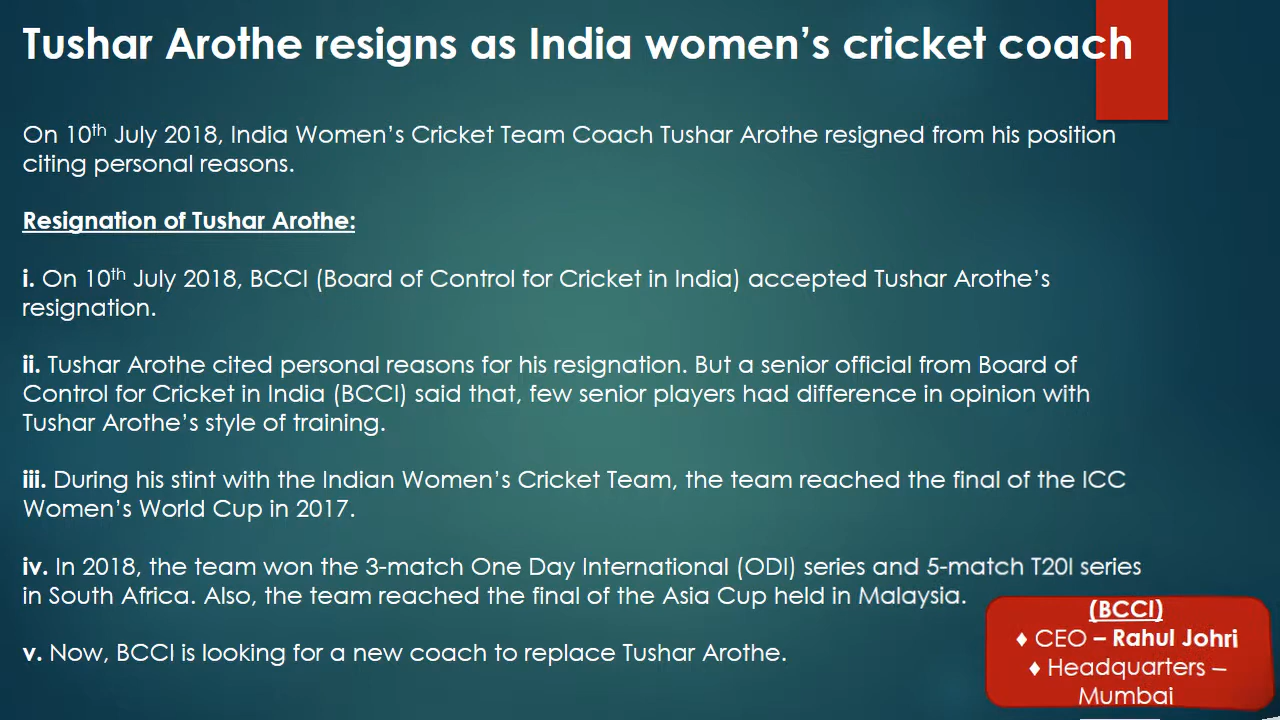 Tushar Arothe resigns as India women's cricket coach
On 10th July 2018, India Women's Cricket Team Coach Tushar Arothe resigned from his position
citing personal reasons.
Resignation of Tushar Arothe:
i. On 10th July 2018, BCCI (Board of Control for Cricket in India) accepted Tushar Arothe's
resignation.
ii. Tushar Arothe cited personal reasons for his resignation. But a senior official from Board of
Control for Cricket in India (BCCI) said that, few senior players had difference in opinion with
Tushar Arothe's style of training.
iii. During his stint with the Indian Women's Cricket Team, the team reached the final of the ICC
Women's World Cup in 2017.
iv. In 2018, the team won the 3-match One Day International (ODI) series and 5-match T20I series
in South Africa. Also, the team reached the final of the Asia Cup held in Malaysia.
v. Now, BCCI is looking for a new coach to replace Tushar Arothe.
(BCCI)
♦ CEO – Rahul Johri
♦ Headquarters –
Mumbai